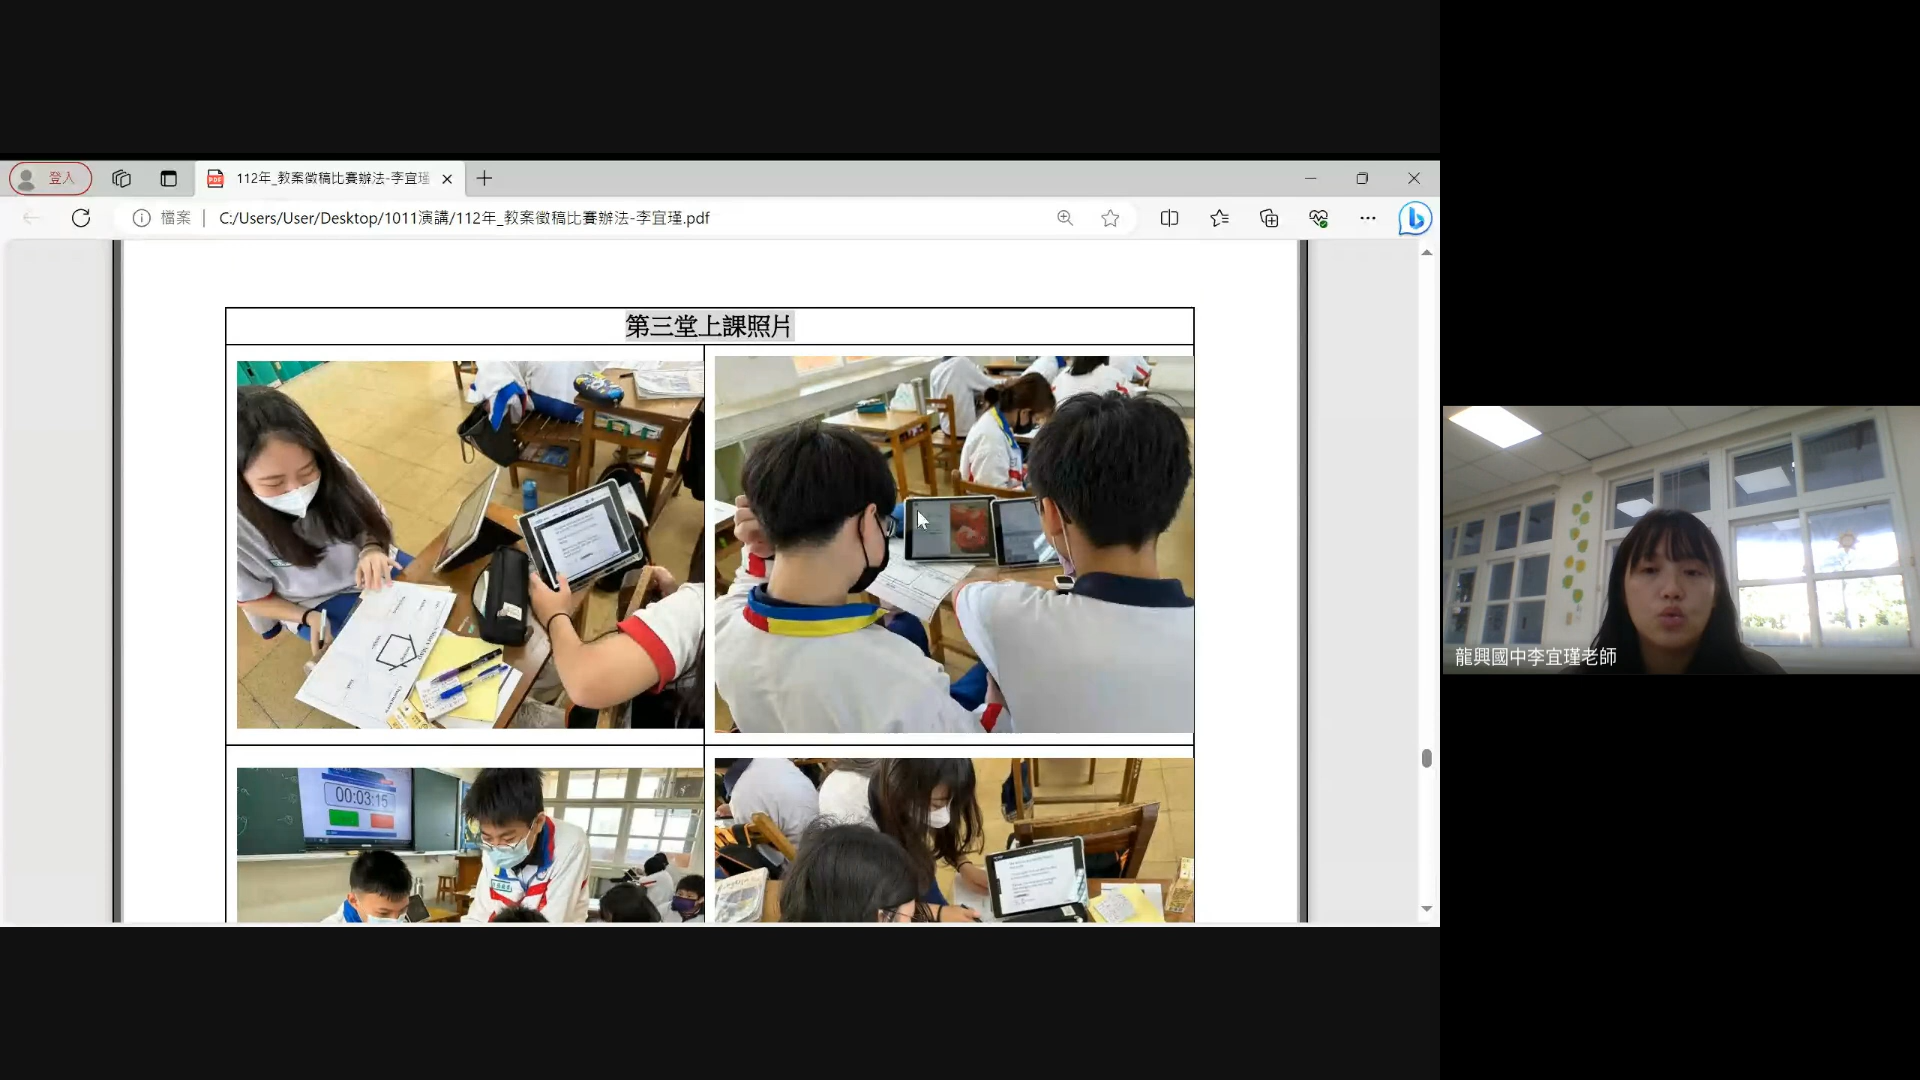 登入
112年_教案徵稿比賽辦法-李宜瑾
檔案
C:/Users/User/Desktop/1011演講/112年_教案徵稿比賽辦法-李宜瑾.pdf
第三堂上課照片
00:03:15
龍興國中李宜瑾老師